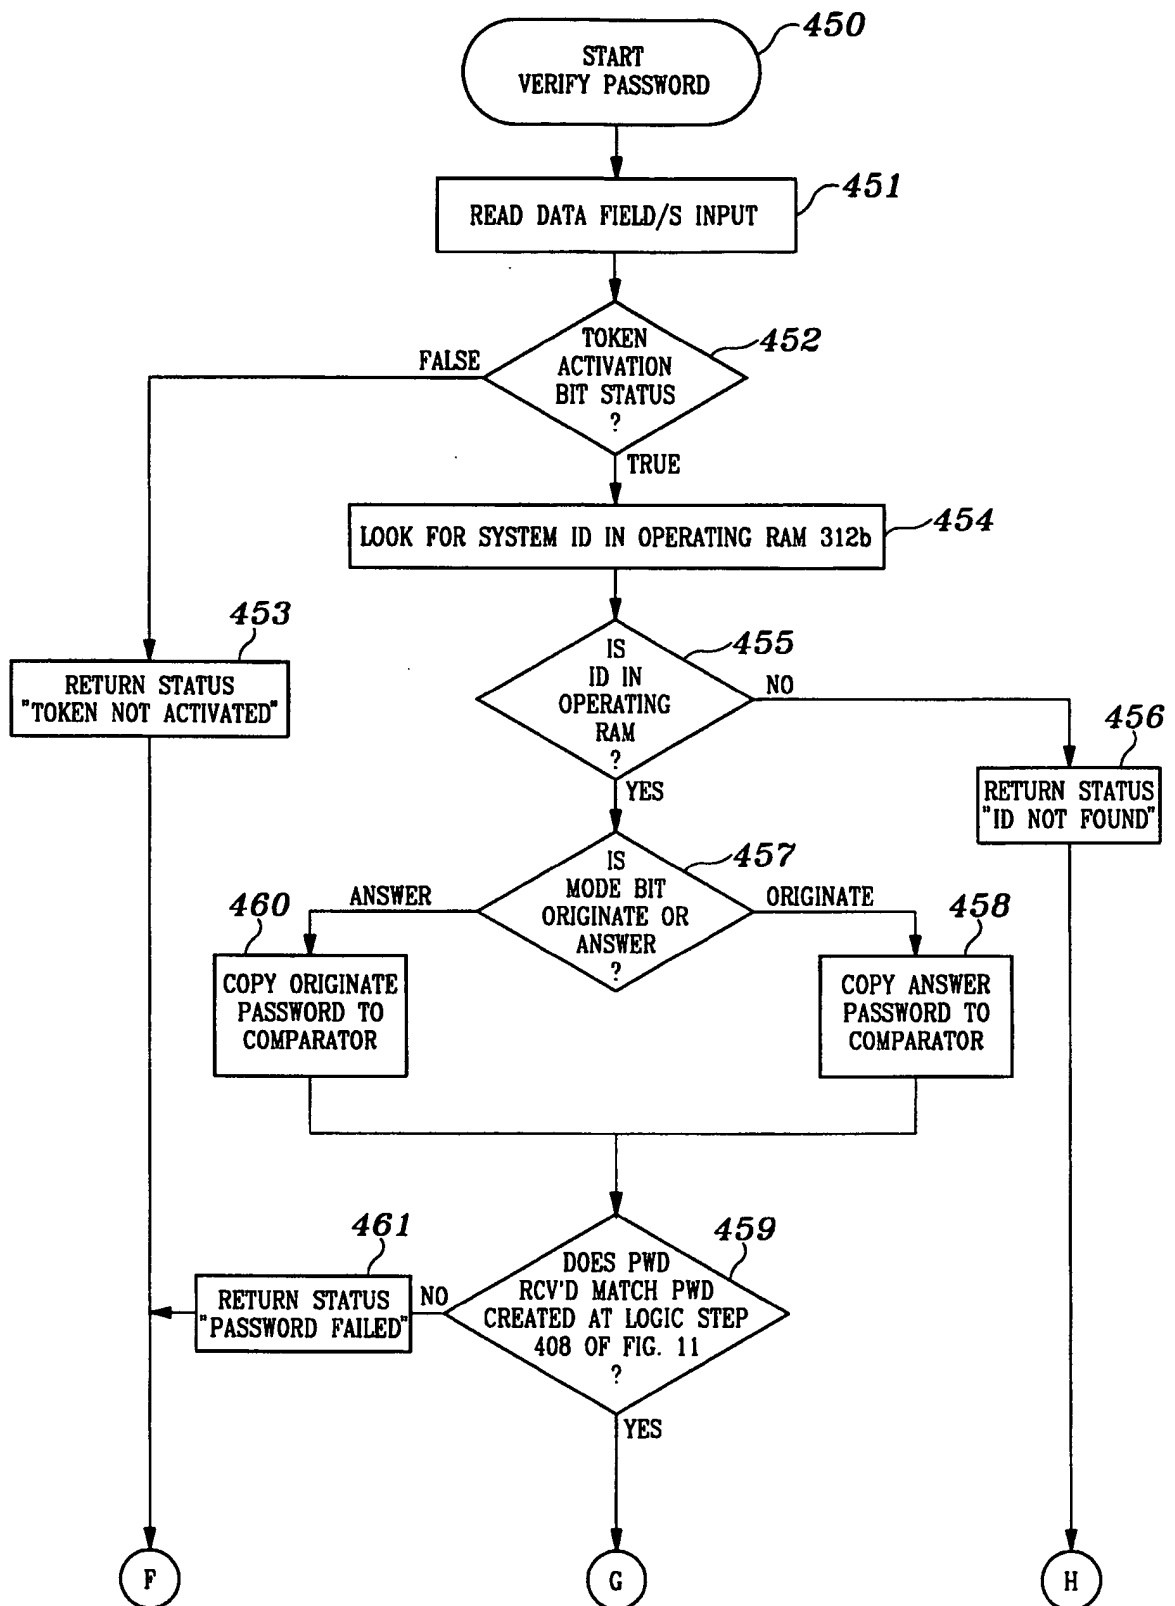 450
START
VERIFY PASSWORD
451
READ DATA FIELD/S INPUT
452
TOKEN
ACTIVATION
BIT STATUS
?
FALSE
TRUE
454
LOOK FOR SYSTEM ID IN OPERATING RAM 312b
453
RETURN STATUS
"TOKEN NOT ACTIVATED"
455
IS
ID IN
OPERATING
RAM
?
NO
YES
456
RETURN STATUS
"ID NOT FOUND"
457
IS
MODE BIT
ORIGINATE OR
ANSWER
?
ANSWER
ORIGINATE
460
COPY ORIGINATE
PASSWORD TO
COMPARATOR
458
COPY ANSWER
PASSWORD TO
COMPARATOR
461
RETURN STATUS
"PASSWORD FAILED"
NO
459
DOES PWD
RCV'D MATCH PWD
CREATED AT LOGIC STEP
408 OF FIG. 11
?
YES
F
G
H